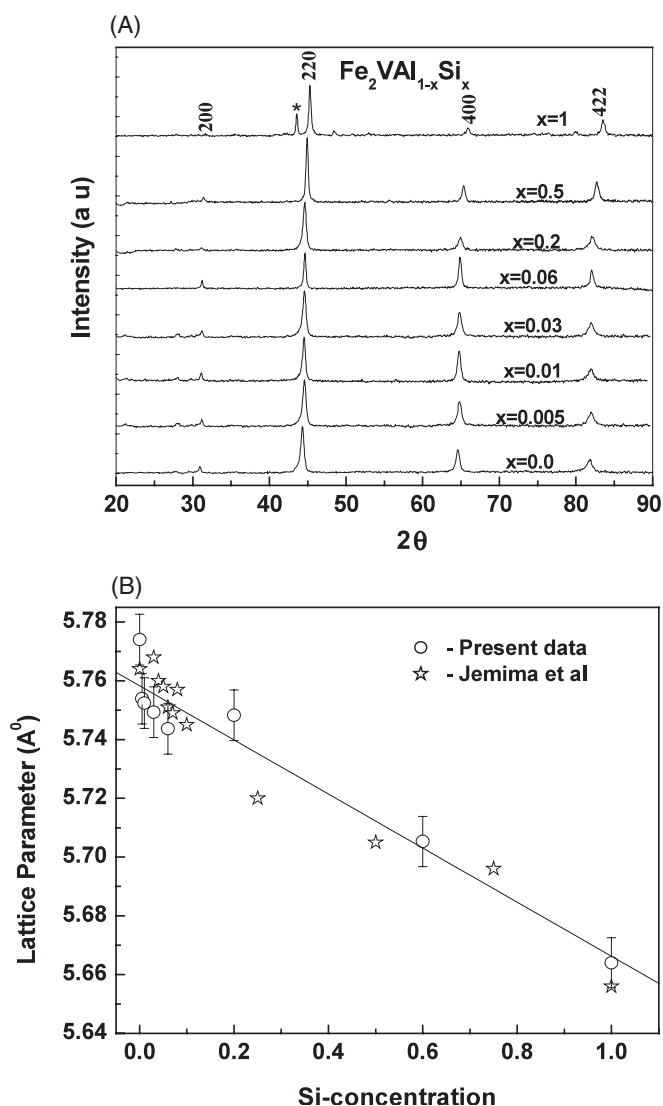 (A)
Fe2VAl1-xSix
200
*
220
400
422
x=1
x=0.5
x=0.2
x=0.06
x=0.03
x=0.01
x=0.005
x=0.0
Intensity (a u)
20 30 40 50 60 70 80 90
2θ
(B)
5.78
5.76
5.74
5.72
5.70
5.68
5.66
5.64
Lattice Parameter (A0)
- Present data
- Jemima et al
0.0 0.2 0.4 0.6 0.8 1.0
Si-concentration